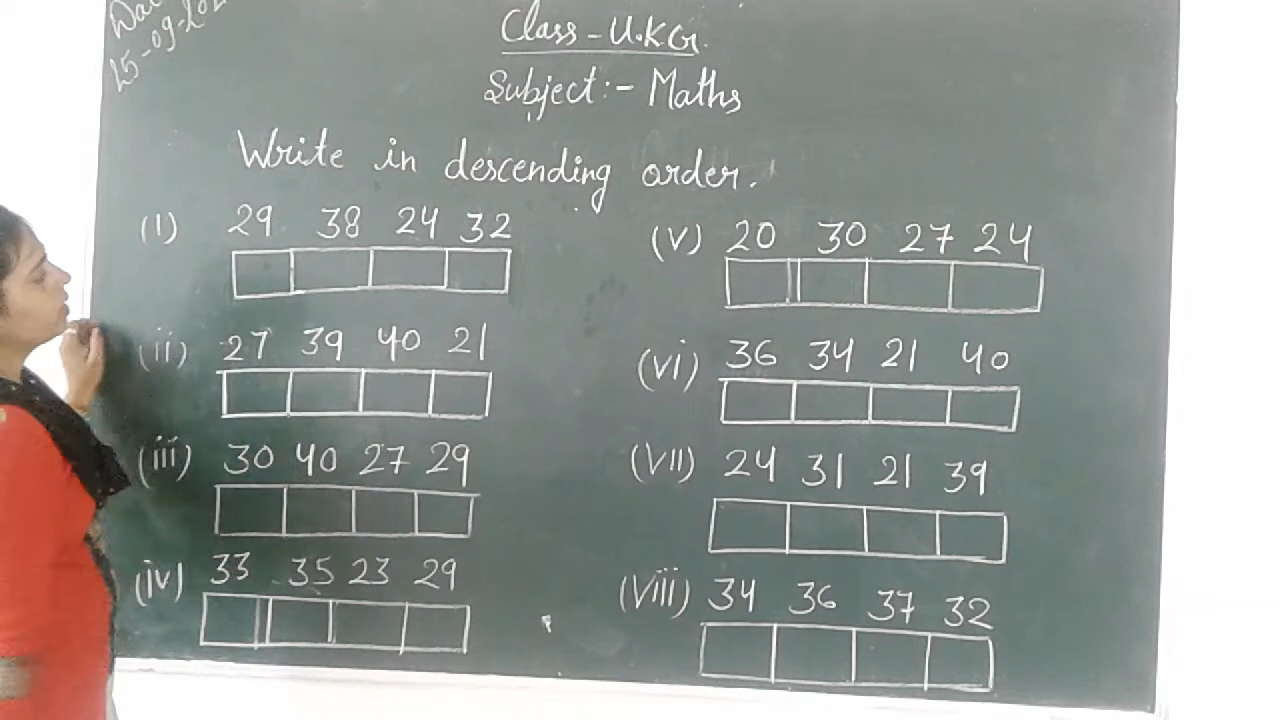 15-09-202
Class - U.K.G.
Subject :- Maths
Write in descending order.
(I) 29 38 24 32
(ii) 27 39 40 21
(iii) 30 40 27 29
(iv) 33 35 23 29
(V) 20 30 27 24
(vi) 36 34 21 40
(VII) 24 31 21 39
(Viii) 34 36 37 32